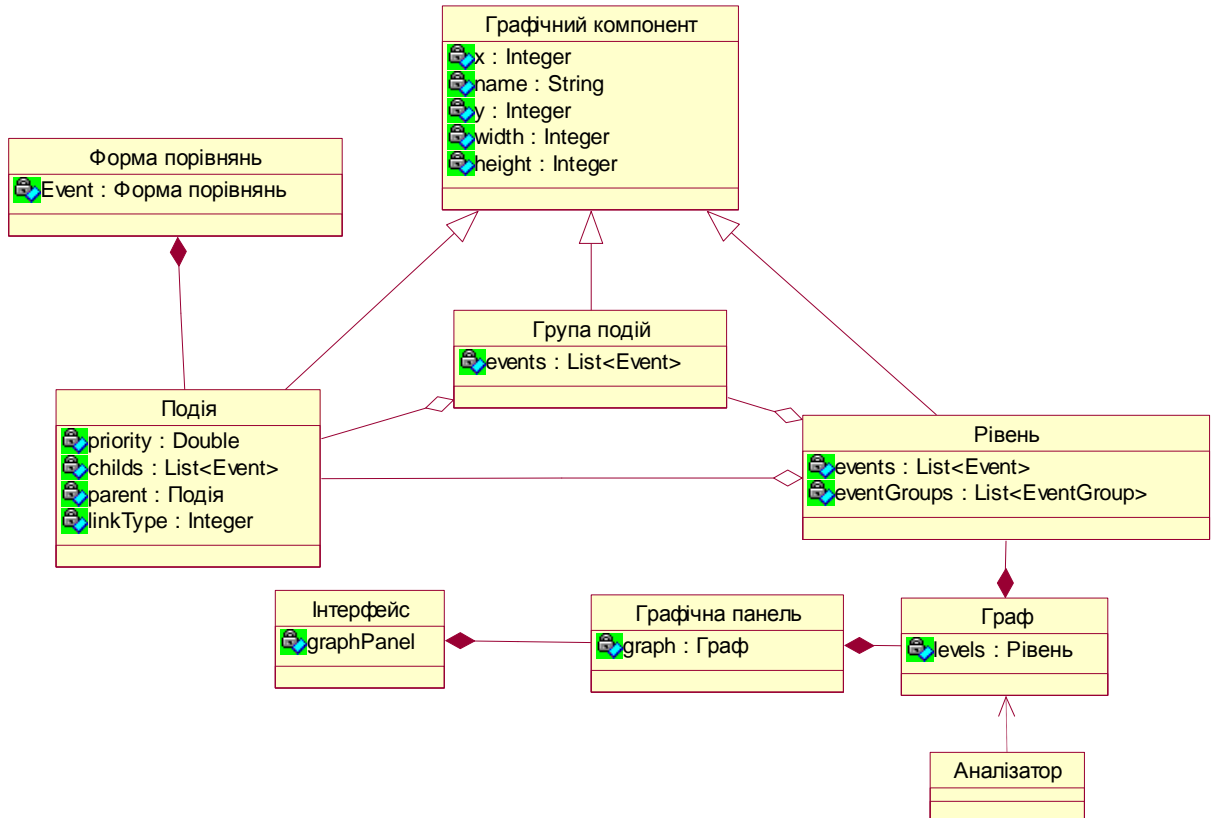 Графічний компонент
x : Integer
name : String
y : Integer
width : Integer
height : Integer
Форма порівнянь
Event : Форма порівнянь
Група подій
events : List<Event>
Подія
priority : Double
childs : List<Event>
parent : Подія
linkType : Integer
Рівень
events : List<Event>
eventGroups : List<EventGroup>
Інтерфейс
graphPanel
Графічна панель
graph : Граф
Граф
levels : Рівень
Аналізатор